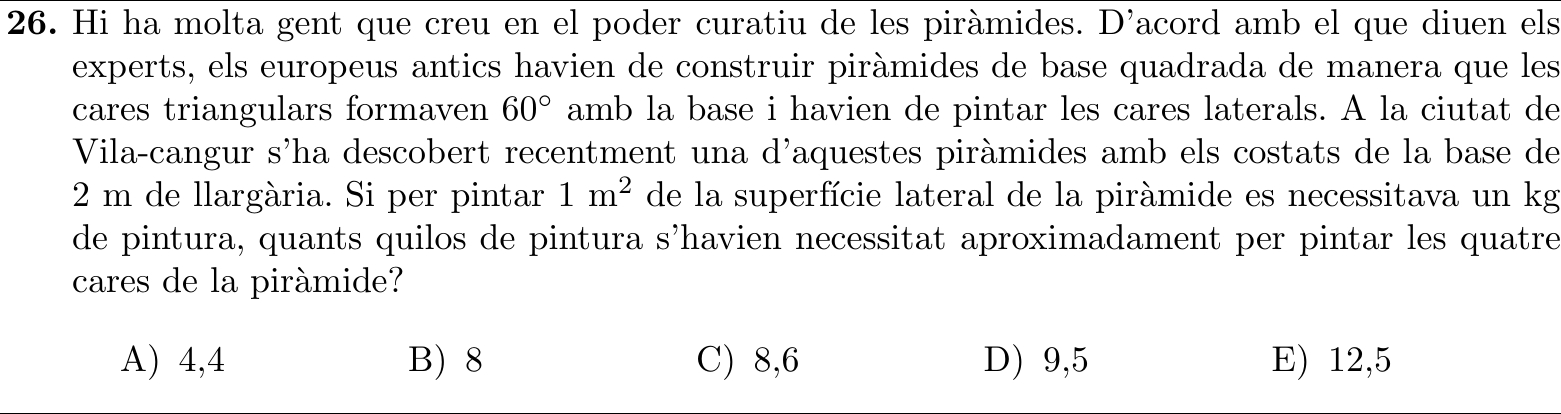 26. Hi ha molta gent que creu en el poder curatiu de les piràmides. D'acord amb el que diuen els
experts, els europeus antics havien de construir piràmides de base quadrada de manera que les
cares triangulars formaven 60° amb la base i havien de pintar les cares laterals. A la ciutat de
Vila-cangur s'ha descobert recentment una d'aquestes piràmides amb els costats de la base de
2 m de llargària. Si per pintar 1 m² de la superfície lateral de la piràmide es necessitava un kg
de pintura, quants quilos de pintura s'havien necessitat aproximadament per pintar les quatre
cares de la piràmide?
A) 4,4 B) 8 C) 8,6 D) 9,5 E) 12,5